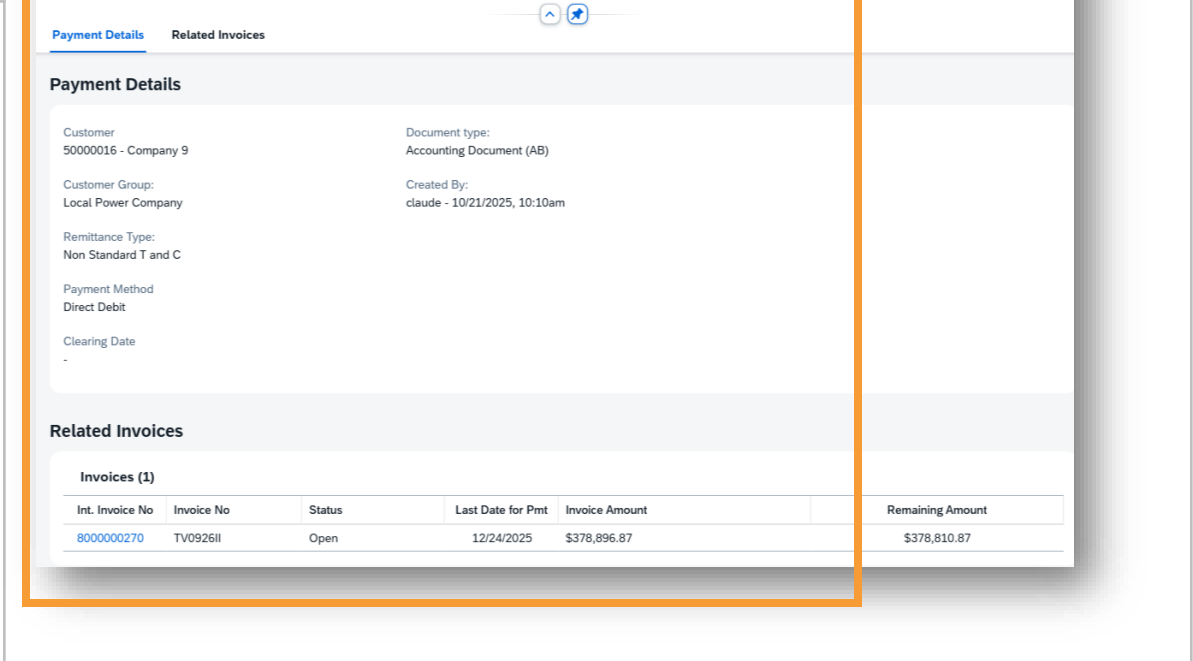 Payment Details Related Invoices
Payment Details
Customer
50000016 - Company 9
Document type:
Accounting Document (AB)
Customer Group:
Local Power Company
Created By:
claude - 10/21/2025, 10:10am
Remittance Type:
Non Standard T and C
Payment Method
Direct Debit
Clearing Date
-
Related Invoices
Invoices (1)
Int. Invoice No Invoice No Status Last Date for Pmt Invoice Amount Remaining Amount
8000000270 TV0926II Open 12/24/2025 $378,896.87 $378,810.87